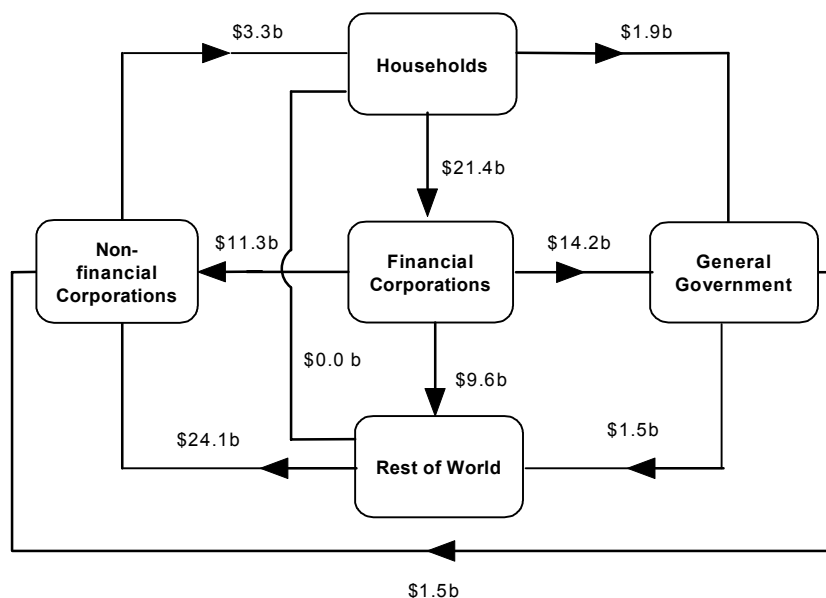 $3.3b
$1.9b
Households
$21.4b
Non-
financial
Corporations
$11.3b
Financial
Corporations
$14.2b
General
Government
$0.0 b
$9.6b
$24.1b
Rest of World
$1.5b
$1.5b